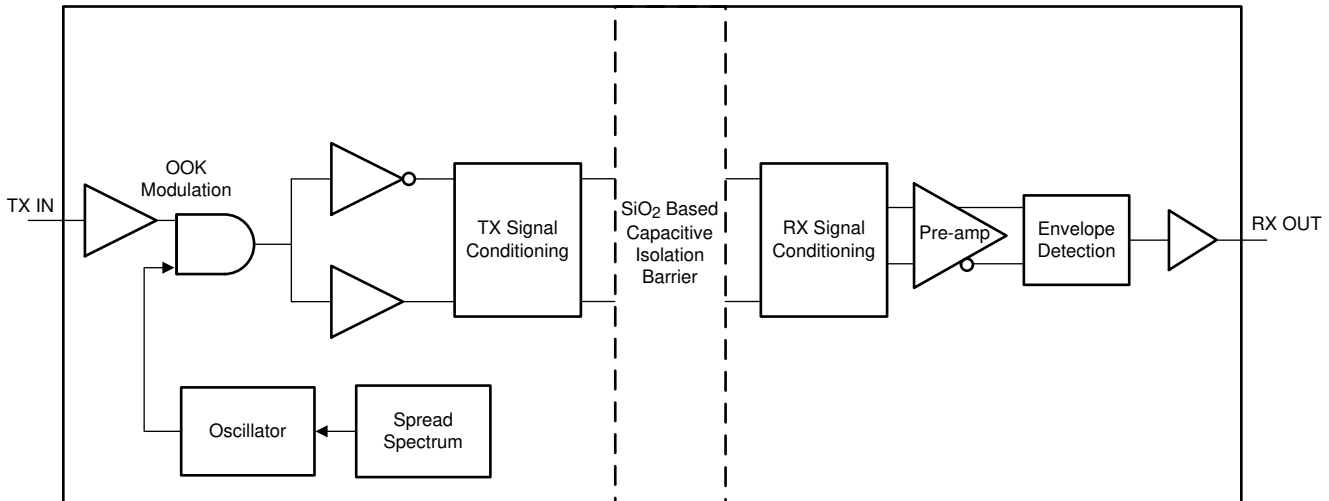 OOK
Modulation
TX IN
TX Signal
Conditioning
SiO2 Based
Capacitive
Isolation
Barrier
RX Signal
Conditioning
Pre-amp
Envelope
Detection
RX OUT
Oscillator
Spread
Spectrum